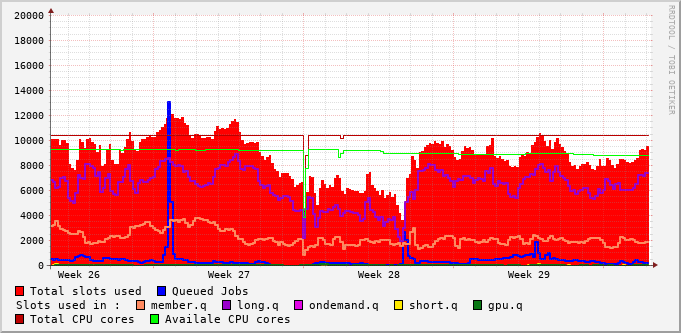 20000
18000
16000
14000
12000
10000
8000
6000
4000
2000
0
Week 26 Week 27 Week 28 Week 29
RRDTOOL / TOBI OETIKER
Total slots used Queued Jobs
Slots used in : member.q long.q ondemand.q short.q gpu.q
Total CPU cores Availale CPU cores